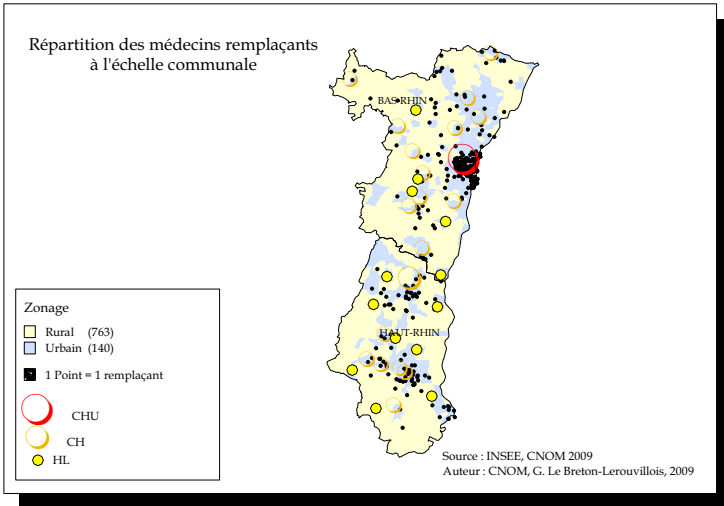 Répartition des médecins remplaçants
à l'échelle communale
BAS-RHIN
HAUT-RHIN
Zonage
Rural (763)
Urbain (140)
1 Point = 1 remplaçant
CHU
CH
HL
Source : INSEE, CNOM 2009
Auteur : CNOM, G. Le Breton-Lerouvillois, 2009